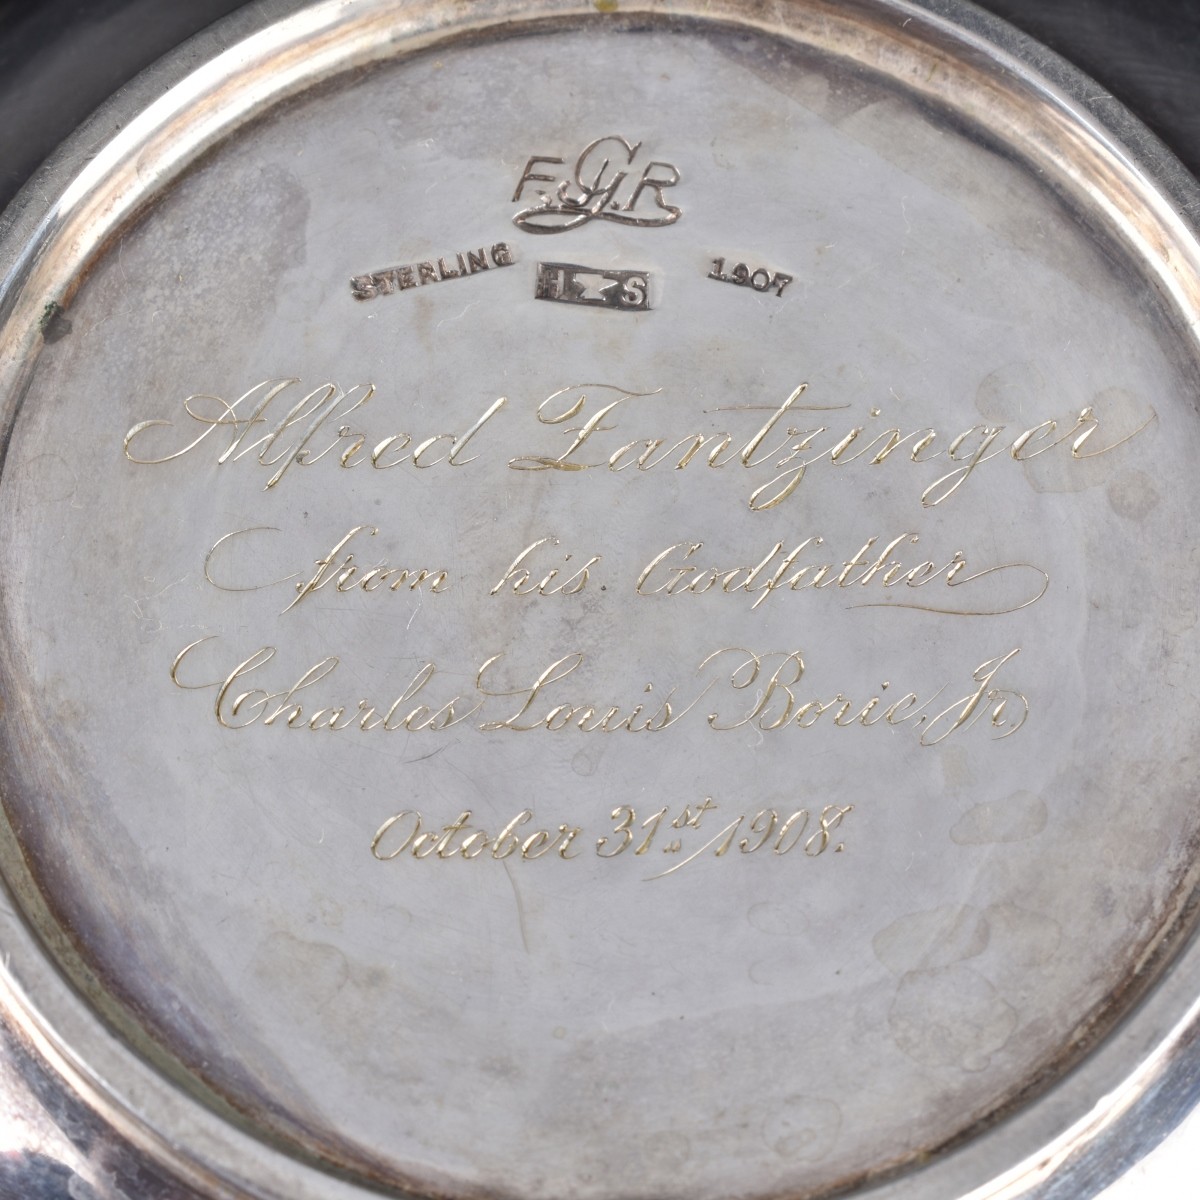 F.G.R
STERLING H S 1907
Alfred Zantzinger
from his Godfather
Charles Louis Borie, Jr
October 31st 1908.